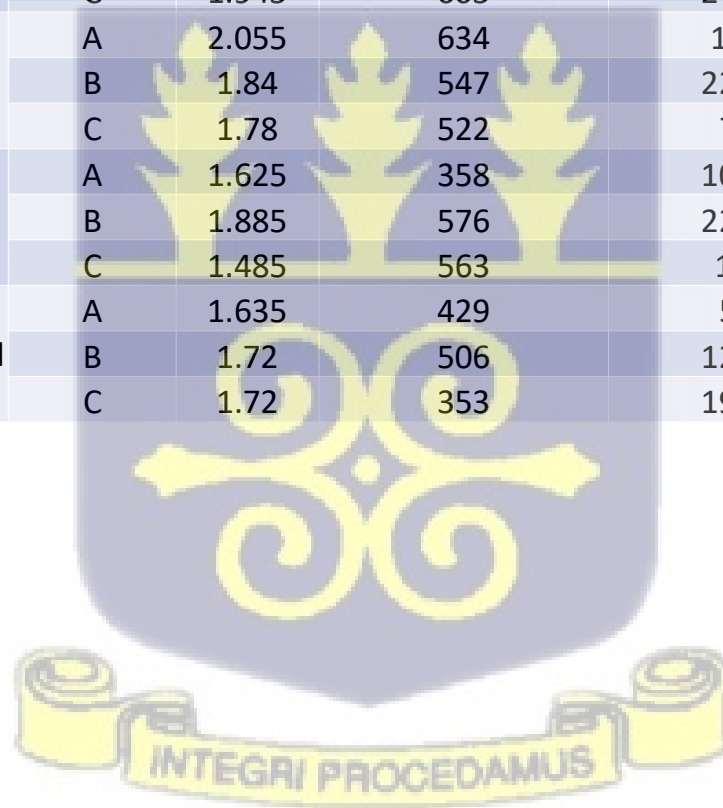 A 2.055 634
B 1.84 547
C 1.78 522
A 1.625 358
B 1.885 576
C 1.485 563
A 1.635 429
B 1.72 506
C 1.72 353
INTEGRI PROCEDAMUS